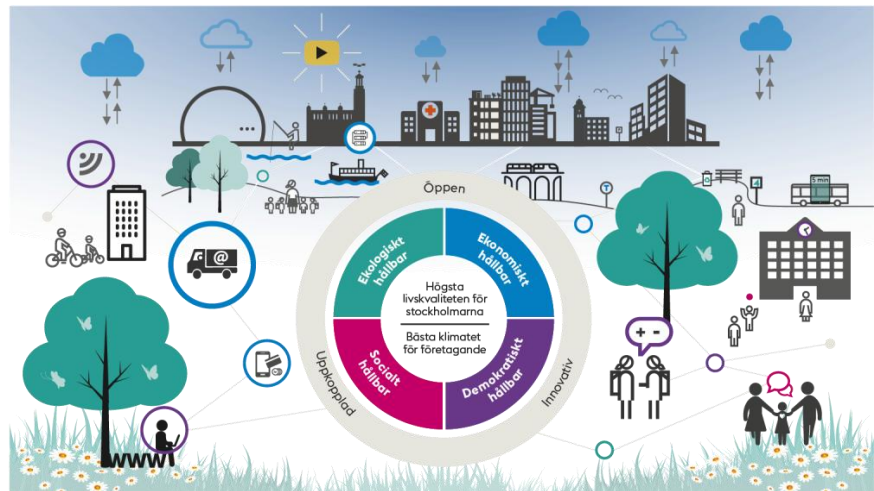 5 min
T
@
Öppen
Ekologiskt
hållbar
Ekonomiskt
hållbar
Högsta
livskvaliteten för
stockholmarna
Bästa klimatet
för företagande
Socialt
hållbar
Demokratiskt
hållbar
Uppkopplad
Innovativ
+ -
WWW